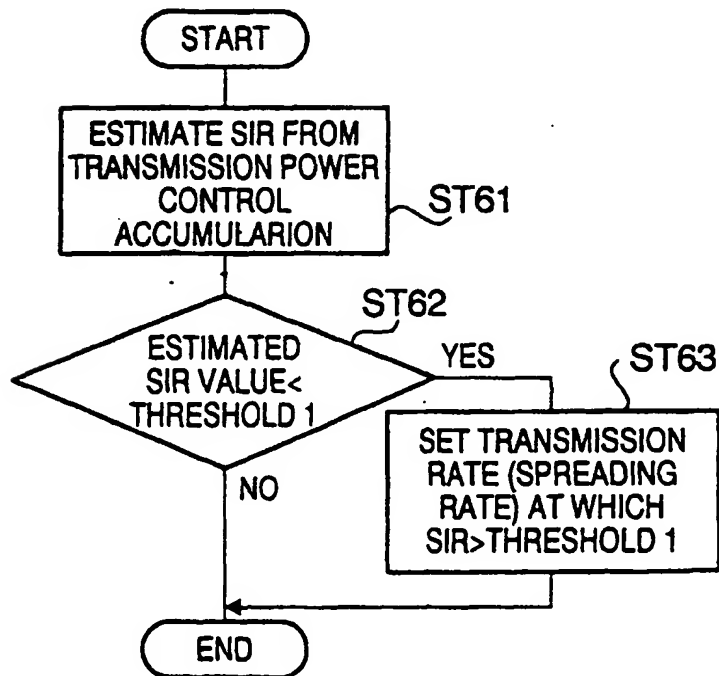 START
ESTIMATE SIR FROM
TRANSMISSION POWER
CONTROL
ACCUMULARION
ST61
ST62
ESTIMATED
SIR VALUE<
THRESHOLD 1
YES
NO
ST63
SET TRANSMISSION
RATE (SPREADING
RATE) AT WHICH
SIR>THRESHOLD 1
END